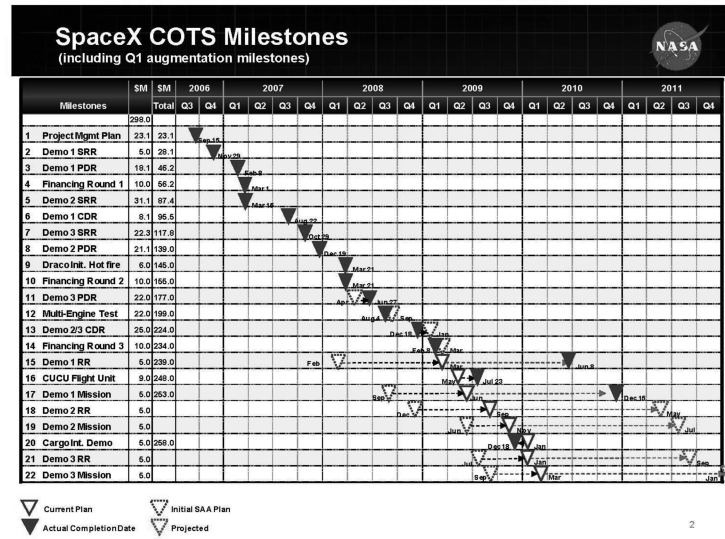 SpaceX COTS Milestones
(including Q1 augmentation milestones)
NASA
$M $M 2006 2007 2008 2009 2010 2011
Milestones Total Q3 Q4 Q1 Q2 Q3 Q4 Q1 Q2 Q3 Q4 Q1 Q2 Q3 Q4 Q1 Q2 Q3 Q4 Q1 Q2 Q3 Q4
298.0
1 Project Mgmt Plan 23.1 23.1 Sep 15
2 Demo 1 SRR 5.0 28.1 Nov 29
3 Demo 1 PDR 18.1 46.2 Feb 8
4 Financing Round 1 10.0 56.2 Mar 1
5 Demo 2 SRR 31.1 87.4 Mar 15
6 Demo 1 CDR 8.1 95.5 Aug 22
7 Demo 3 SRR 22.3 117.8 Oct 29
8 Demo 2 PDR 21.1 139.0 Dec 19
9 Draco Init. Hot fire 6.0 145.0 Mar 21
10 Financing Round 2 10.0 155.0 Mar 21
11 Demo 3 PDR 22.0 177.0 Apr Jun 27
12 Multi-Engine Test 22.0 199.0 Aug 4 Sep
13 Demo 2/3 CDR 25.0 224.0 Dec 18 Jan
14 Financing Round 3 10.0 234.0 Feb 8 Mar
15 Demo 1 RR 5.0 239.0 Feb Mar Jun 8
16 CUCU Flight Unit 9.0 248.0 May Jul 23
17 Demo 1 Mission 5.0 253.0 Sep Jun Dec 15
18 Demo 2 RR 5.0 Dec Sep May
19 Demo 2 Mission 5.0 Jun Nov Jul
20 Cargo Int. Demo 5.0 258.0 Dec 18 Jan
21 Demo 3 RR 5.0 Jul Jan Sep
22 Demo 3 Mission 5.0 Sep Mar Jan
Current Plan Initial SAA Plan
Actual Completion Date Projected
2